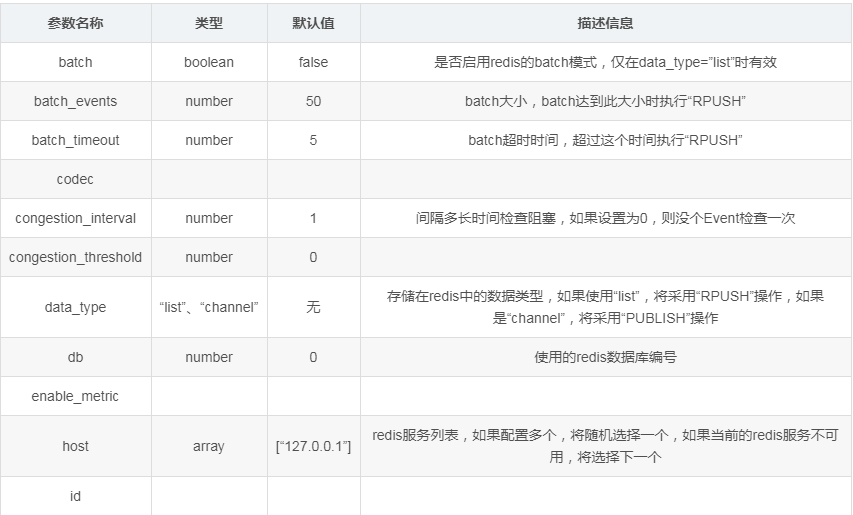 参数名称 类型 默认值 描述信息
batch boolean false 是否启用redis的batch模式，仅在data_type=”list”时有效
batch_events number 50 batch大小，batch达到此大小时执行“RPUSH”
batch_timeout number 5 batch超时时间，超过这个时间执行“RPUSH”
codec
congestion_interval number 1 间隔多长时间检查阻塞，如果设置为0，则没个Event检查一次
congestion_threshold number 0
data_type “list”、“channel” 无 存储在redis中的数据类型，如果使用“list”，将采用“RPUSH”操作，如果
是“channel”，将采用“PUBLISH”操作
db number 0 使用的redis数据库编号
enable_metric
host array [“127.0.0.1”] redis服务列表，如果配置多个，将随机选择一个，如果当前的redis服务不可
用，将选择下一个
id